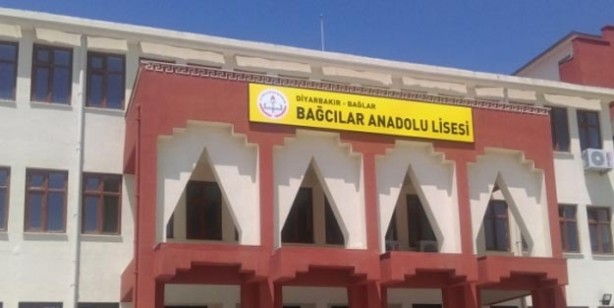 DİYARBAKIR - BAĞLAR
BAĞCILAR ANADOLU LİSESİ